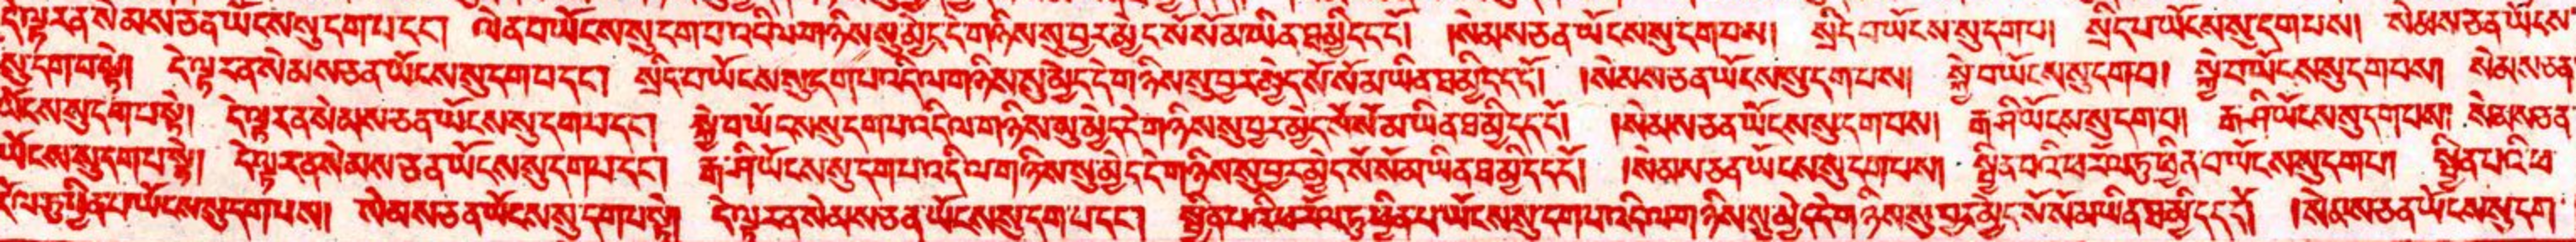 དེ་ལྟར་ན་སེམས་ཅན་ཡོངས་སུ་དག་པ་དང་། ལེན་པ་ཡོངས་སུ་དག་པ་འདི་ལ་གཉིས་སུ་མྱེད་དེ་གཉིས་སུ་བྱར་མྱེད་སོ་སོ་མ་ཡིན་ཐ་མྱི་དད་དོ། །སེམས་ཅན་ཡོངས་སུ་དག་པས། སྲིད་པ་ཡོངས་སུ་དག་པ། སྲིད་པ་ཡོངས་སུ་དག་པས། སེམས་ཅན་ཡོངས་
སུ་དག་པ་སྟེ། དེ་ལྟར་ན་སེམས་ཅན་ཡོངས་སུ་དག་པ་དང་། སྲིད་པ་ཡོངས་སུ་དག་པ་འདི་ལ་གཉིས་སུ་མྱེད་དེ་གཉིས་སུ་བྱར་མྱེད་སོ་སོ་མ་ཡིན་ཐ་མྱི་དད་དོ། །སེམས་ཅན་ཡོངས་སུ་དག་པས། སྐྱེ་བ་ཡོངས་སུ་དག་པ། སྐྱེ་བ་ཡོངས་སུ་དག་པས། སེམས་ཅན་
ཡོངས་སུ་དག་པ་སྟེ། དེ་ལྟར་ན་སེམས་ཅན་ཡོངས་སུ་དག་པ་དང་། སྐྱེ་བ་ཡོངས་སུ་དག་པ་འདི་ལ་གཉིས་སུ་མྱེད་དེ་གཉིས་སུ་བྱར་མྱེད་སོ་སོ་མ་ཡིན་ཐ་མྱི་དད་དོ། །སེམས་ཅན་ཡོངས་སུ་དག་པས། རྒ་ཤི་ཡོངས་སུ་དག་པ། རྒ་ཤི་ཡོངས་སུ་དག་པས། སེམས་ཅན་
ཡོངས་སུ་དག་པ་སྟེ། དེ་ལྟར་ན་སེམས་ཅན་ཡོངས་སུ་དག་པ་དང་། རྒ་ཤི་ཡོངས་སུ་དག་པ་འདི་ལ་གཉིས་སུ་མྱེད་དེ་གཉིས་སུ་བྱར་མྱེད་སོ་སོ་མ་ཡིན་ཐ་མྱི་དད་དོ། །སེམས་ཅན་ཡོངས་སུ་དག་པས། སྦྱིན་པའི་ཕ་རོལ་ཏུ་ཕྱིན་པ་ཡོངས་སུ་དག་པ། སྦྱིན་པའི་ཕ་
རོལ་ཏུ་ཕྱིན་པ་ཡོངས་སུ་དག་པས། སེམས་ཅན་ཡོངས་སུ་དག་པ་སྟེ། དེ་ལྟར་ན་སེམས་ཅན་ཡོངས་སུ་དག་པ་དང་། སྦྱིན་པའི་ཕ་རོལ་ཏུ་ཕྱིན་པ་ཡོངས་སུ་དག་པ་འདི་ལ་གཉིས་སུ་མྱེད་དེ་གཉིས་སུ་བྱར་མྱེད་སོ་སོ་མ་ཡིན་ཐ་མྱི་དད་དོ། །སེམས་ཅན་ཡོངས་སུ་དག་